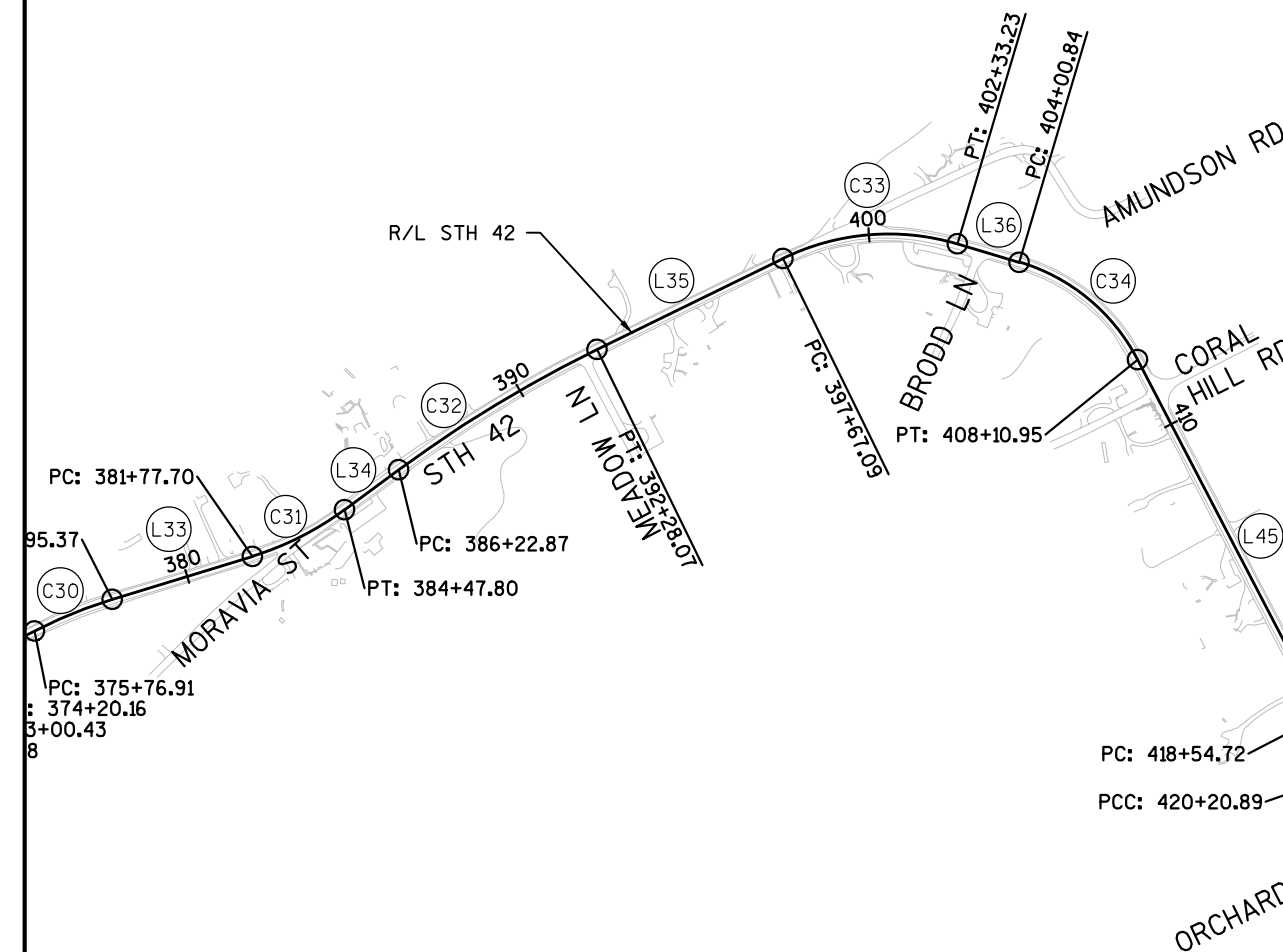 PT: 402+33.23
PC: 404+00.84
AMUNDSON RD
C33
400
L36
R/L STH 42
L35
C34
BRODD LN
CORAL
HILL RD
PC: 397+67.09
390
C32
MEADOW LN
STH 42
PT: 392+28.07
PT: 408+10.95
410
PC: 381+77.70
L34
C31
L33
95.37
380
PC: 386+22.87
L45
C30
PT: 384+47.80
MORAVIA ST
PC: 375+76.91
: 374+20.16
3+00.43
8
PC: 418+54.72
PCC: 420+20.89
ORCHARD